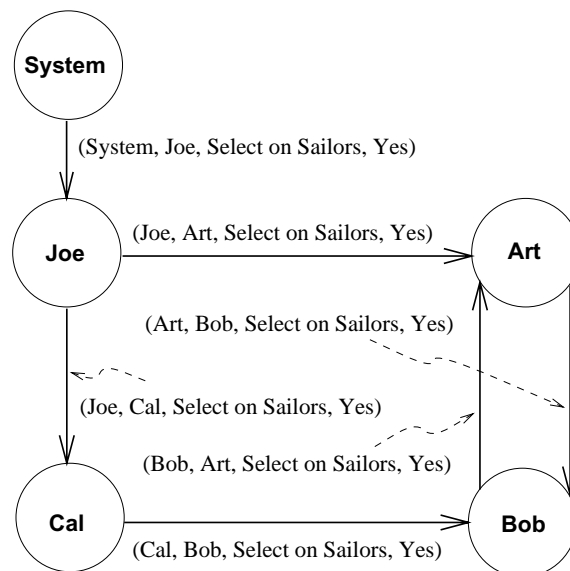 System
(System, Joe, Select on Sailors, Yes)
(Joe, Art, Select on Sailors, Yes)
Joe
Art
(Art, Bob, Select on Sailors, Yes)
(Joe, Cal, Select on Sailors, Yes)
(Bob, Art, Select on Sailors, Yes)
Cal
Bob
(Cal, Bob, Select on Sailors, Yes)